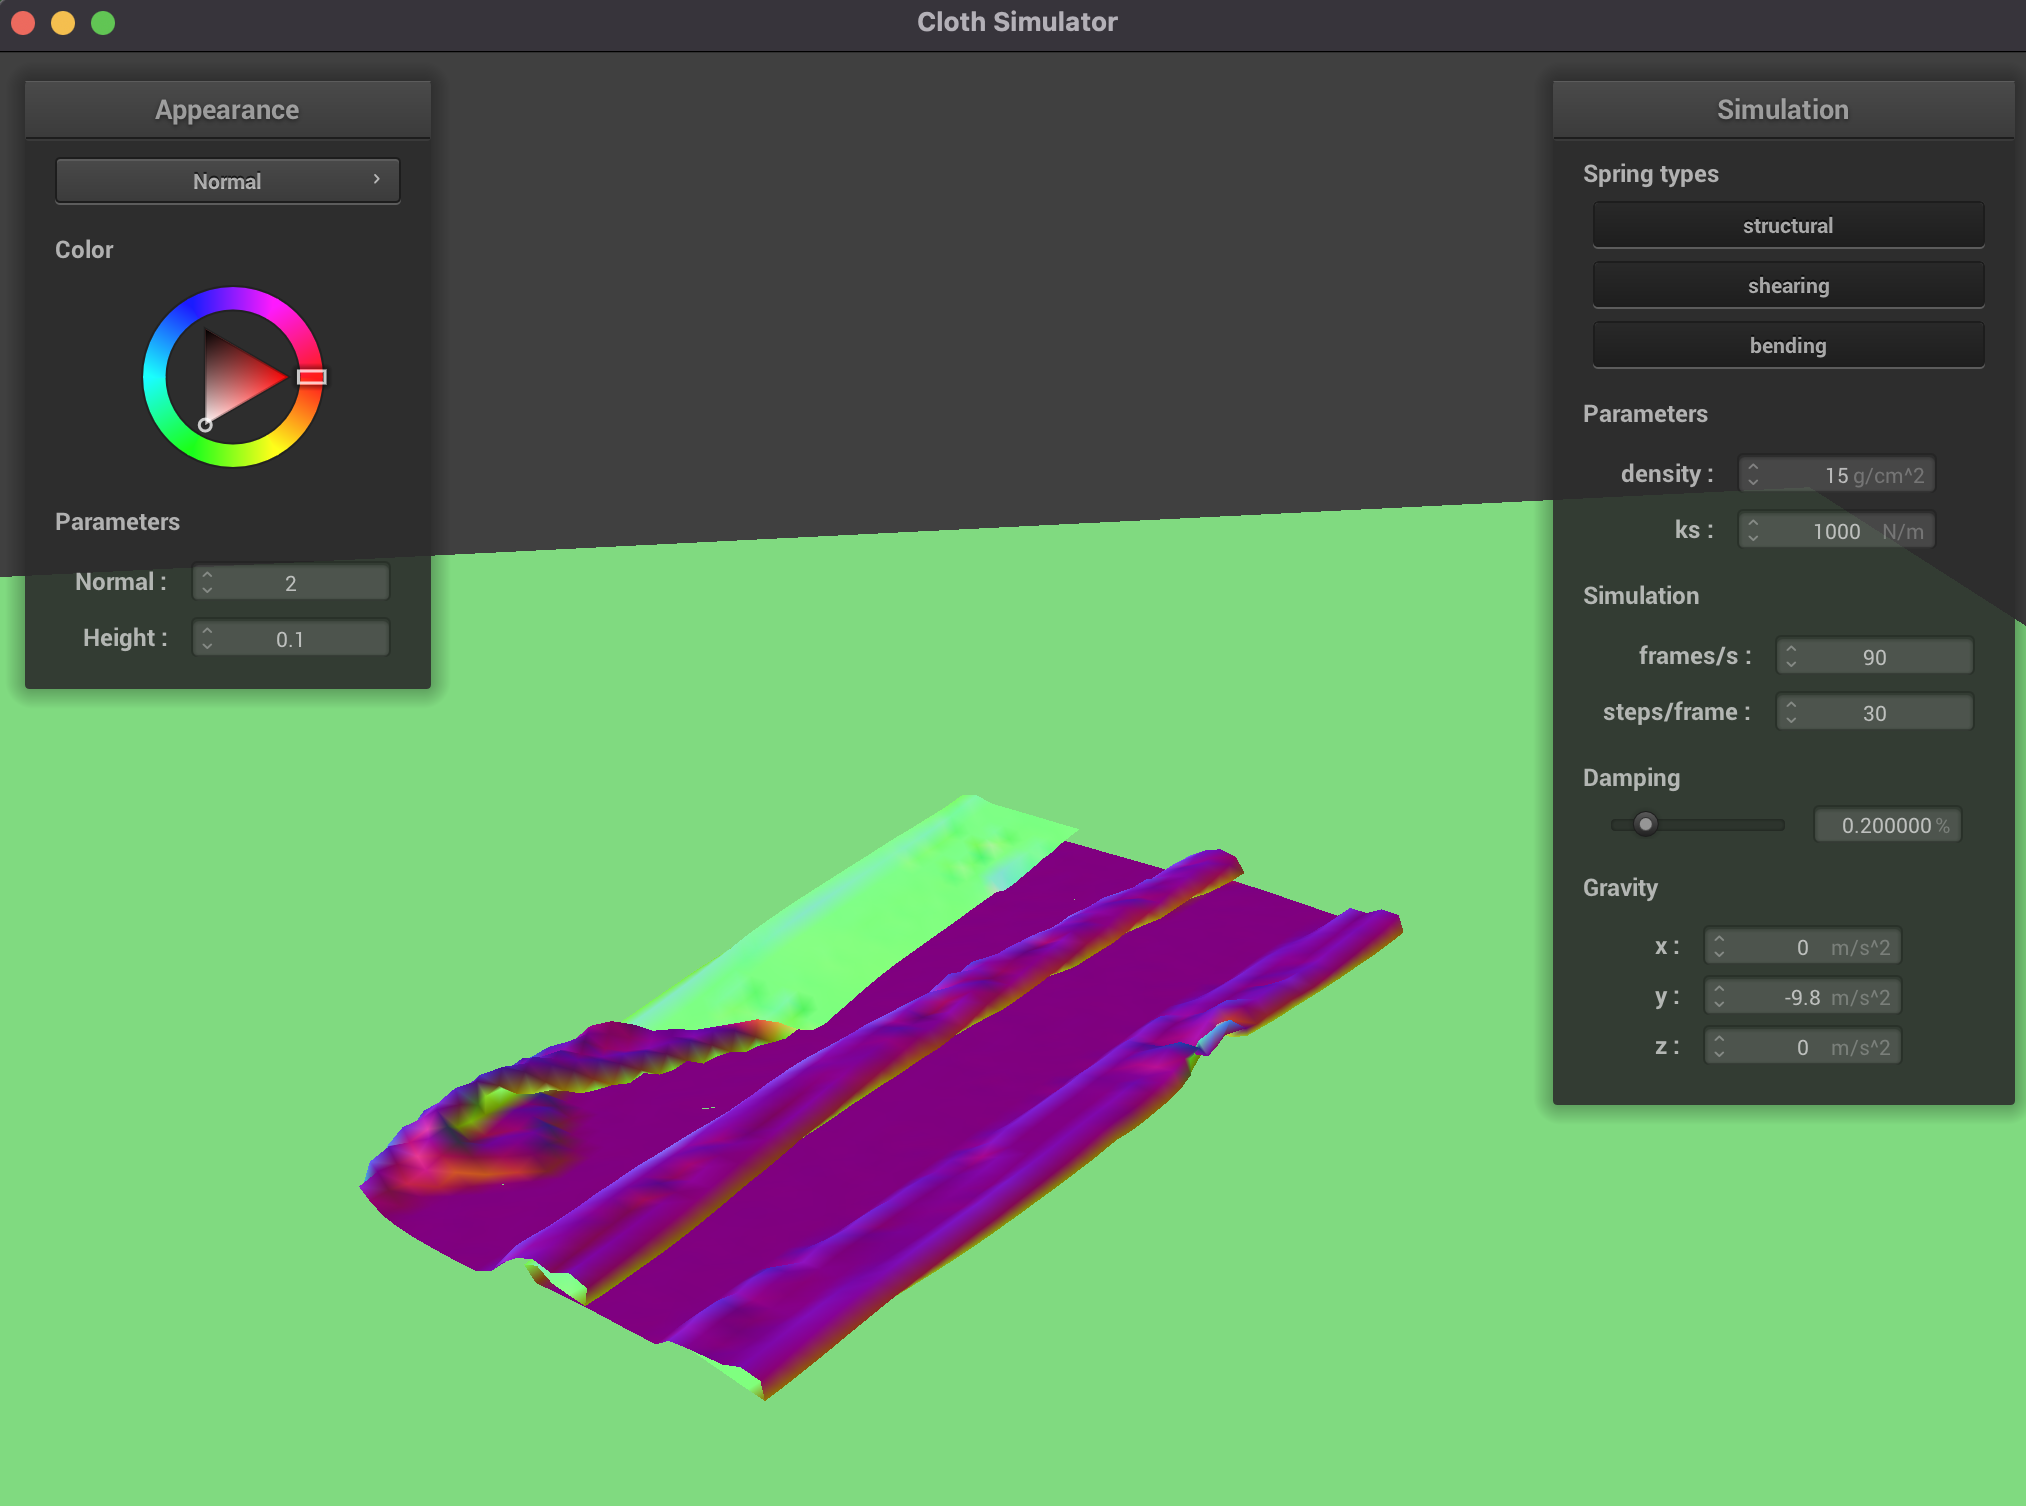 Cloth Simulator
Appearance
Normal
Color
Parameters
Normal : 2
Height : 0.1
Simulation
Spring types
structural
shearing
bending
Parameters
density : 15 g/cm^2
ks : 1000 N/m
Simulation
frames/s : 90
steps/frame : 30
Damping
0.200000 %
Gravity
x : 0 m/s^2
y : -9.8 m/s^2
z : 0 m/s^2